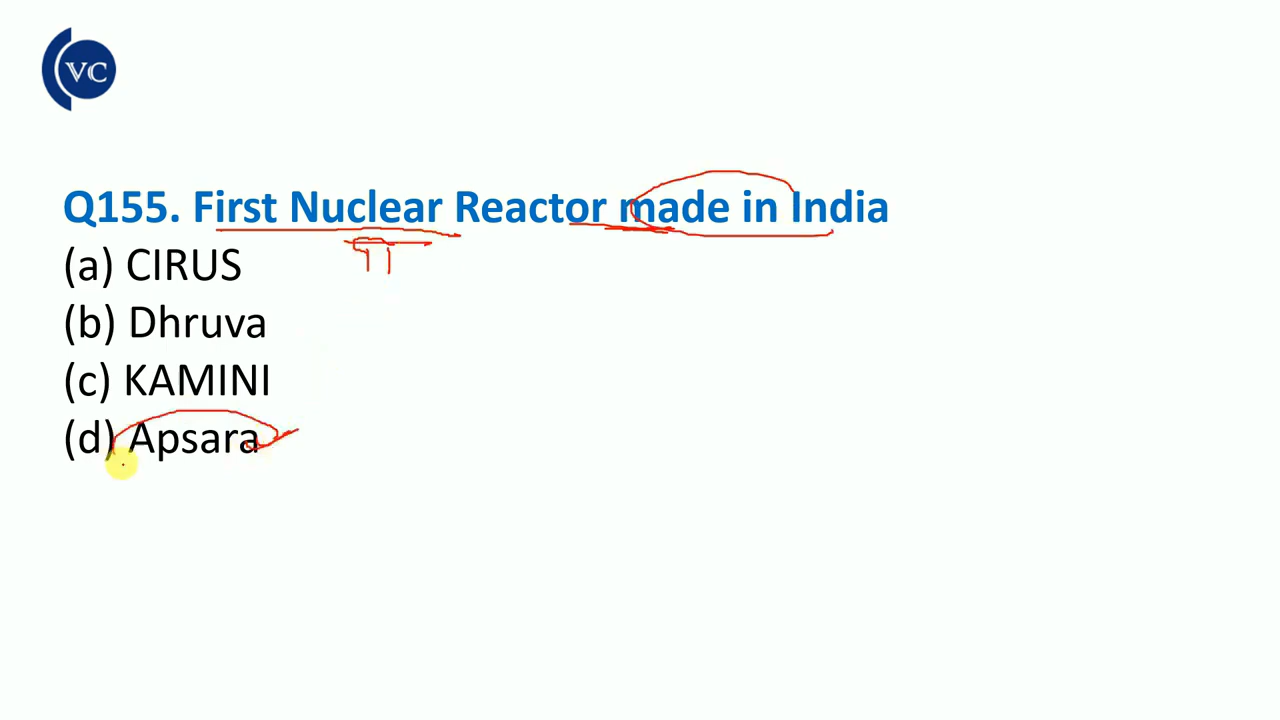 VC
Q155. First Nuclear Reactor made in India
(a) CIRUS
(b) Dhruva
(c) KAMINI
(d) Apsara